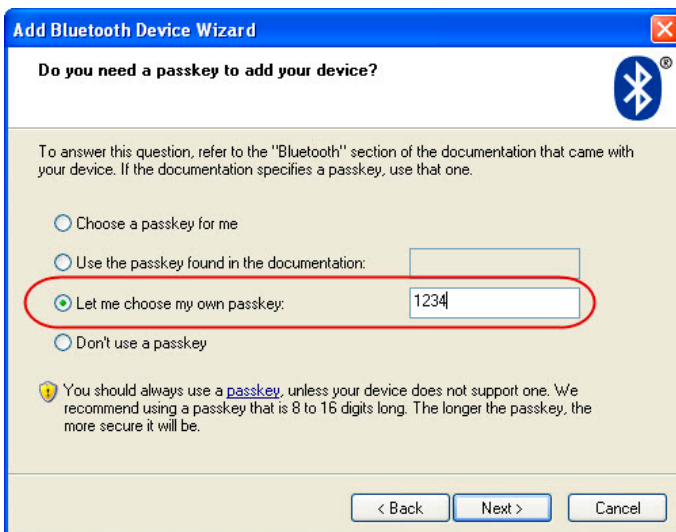 Add Bluetooth Device Wizard
Do you need a passkey to add your device?
®
To answer this question, refer to the "Bluetooth" section of the documentation that came with
your device. If the documentation specifies a passkey, use that one.
Choose a passkey for me
Use the passkey found in the documentation:
Let me choose my own passkey: 1234
Don't use a passkey
You should always use a passkey, unless your device does not support one. We
recommend using a passkey that is 8 to 16 digits long. The longer the passkey, the
more secure it will be.
< Back Next > Cancel